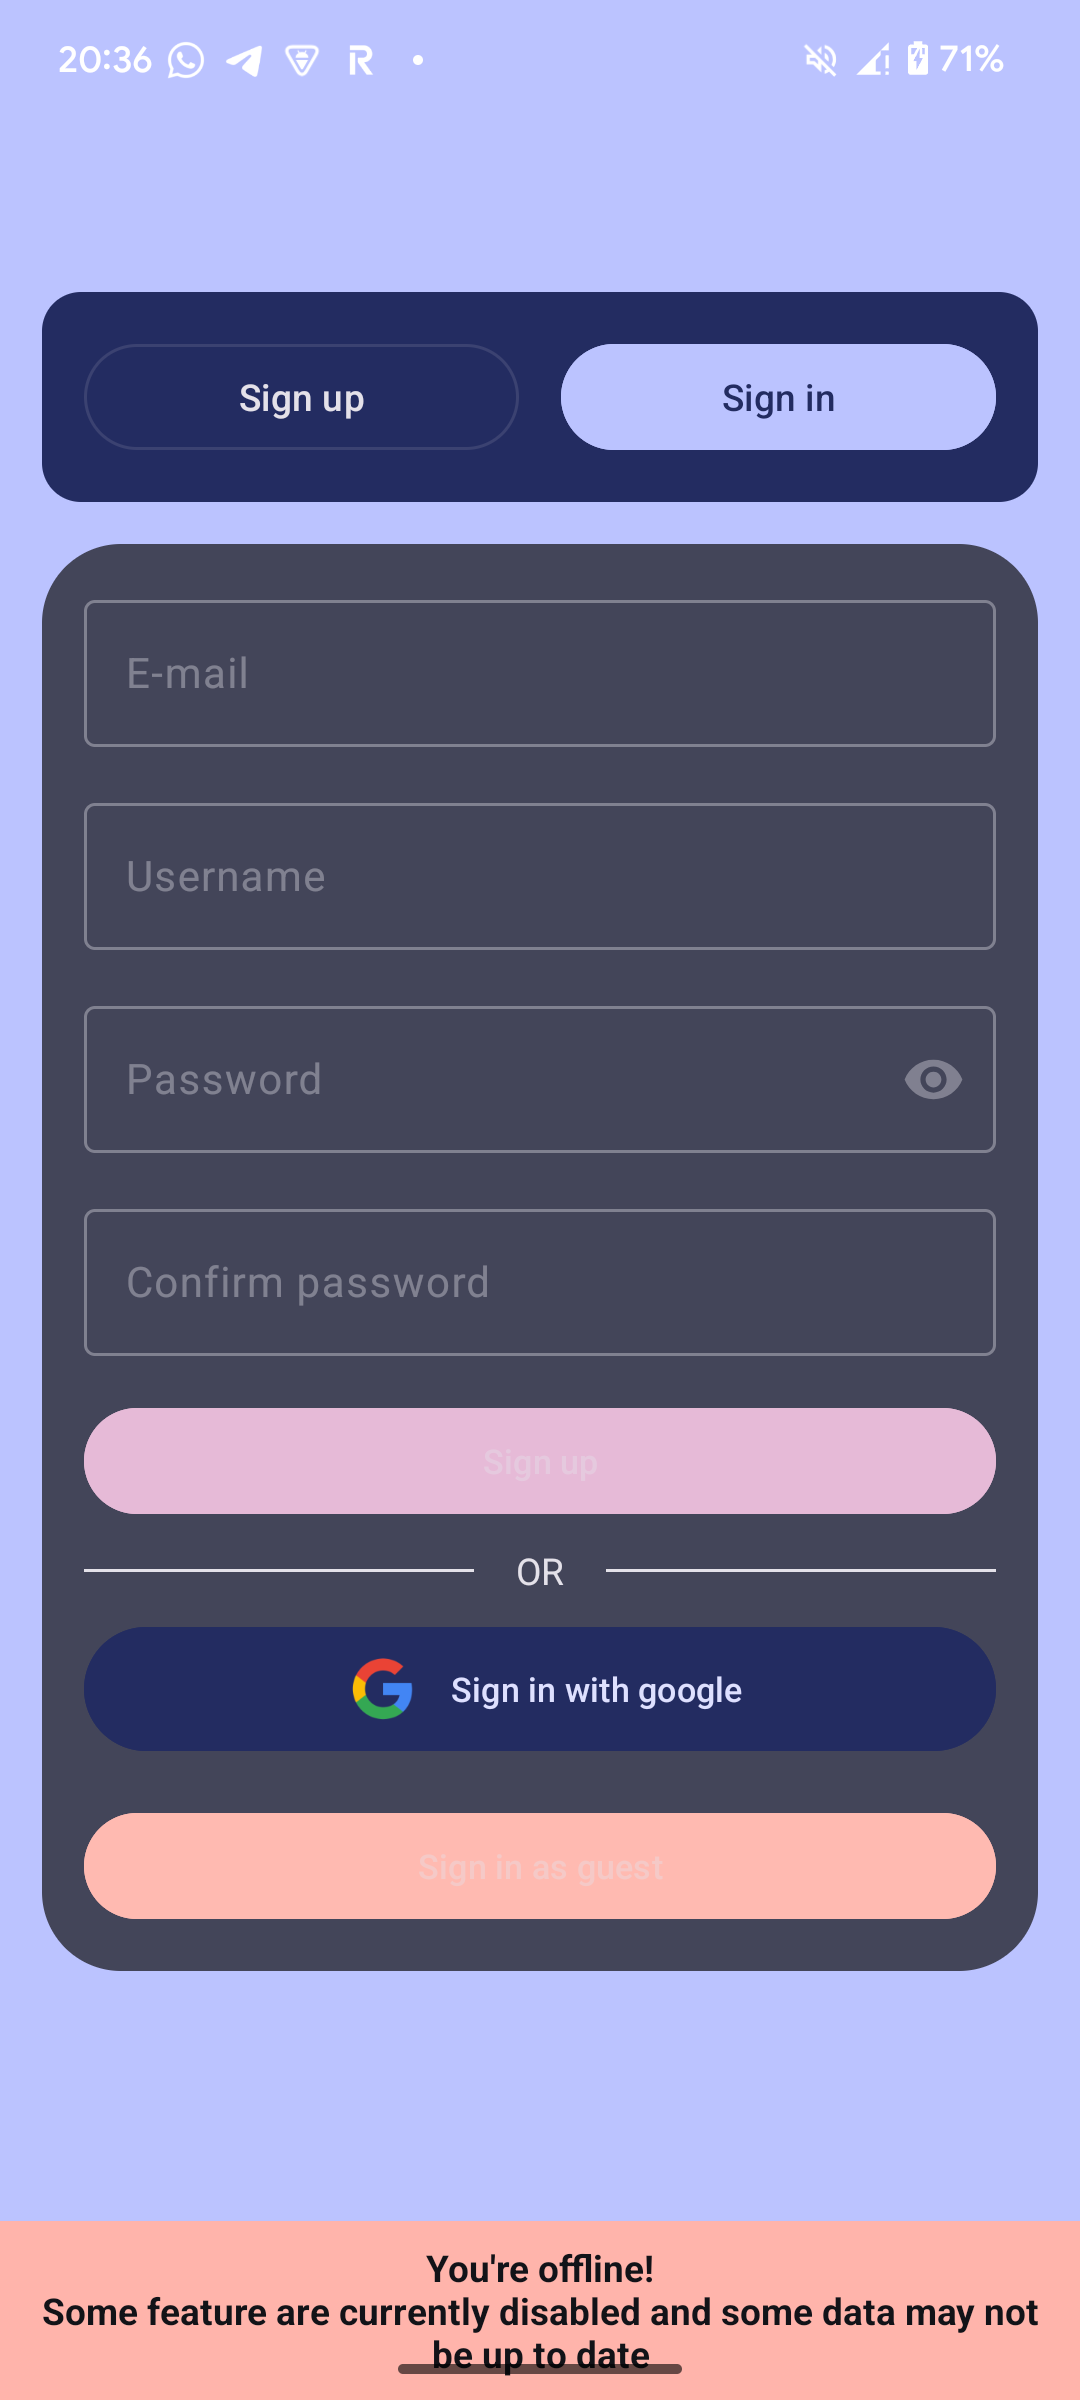 20:36
71%
Sign up
Sign in
E-mail
Username
Password
Confirm password
Sign up
OR
Sign in with google
Sign in as guest
You're offline!
Some feature are currently disabled and some data may not
be up to date